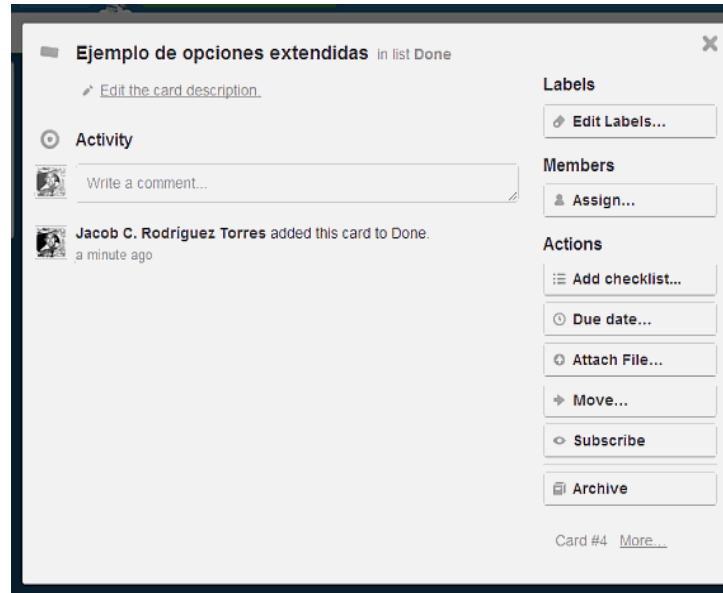 Ejemplo de opciones extendidas in list Done
Edit the card description.
Activity
Write a comment...
Jacob C. Rodríguez Torres added this card to Done.
a minute ago
Labels
Edit Labels...
Members
Assign...
Actions
Add checklist...
Due date...
Attach File...
Move...
Subscribe
Archive
Card #4 More...